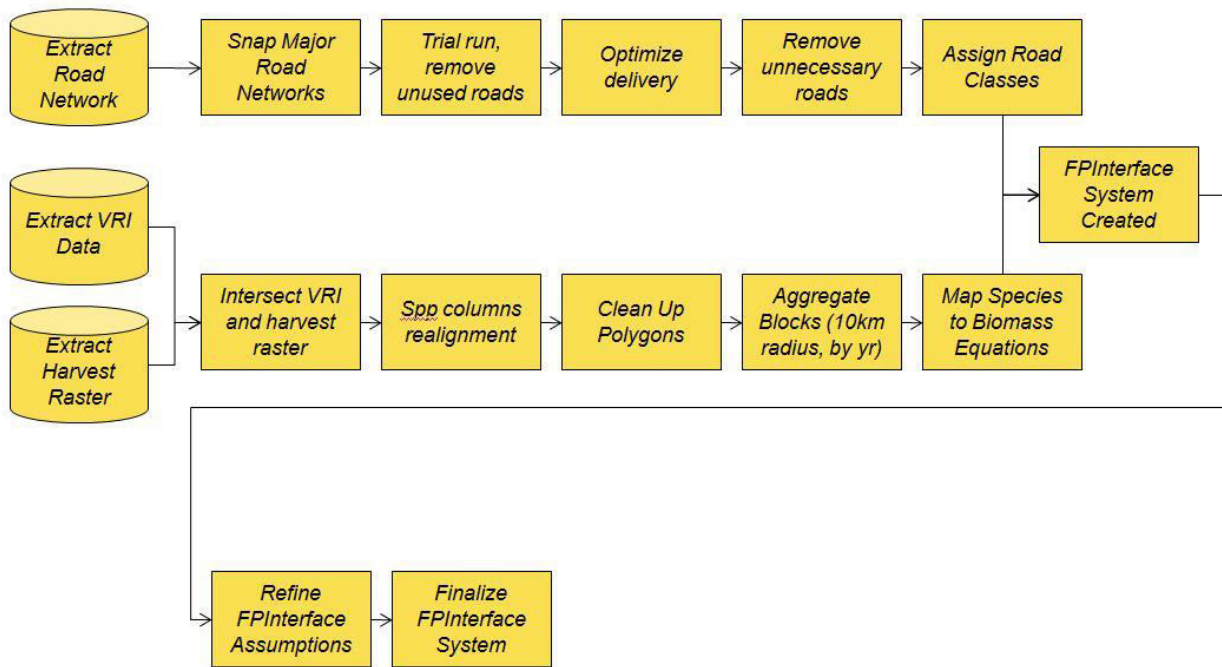 Extract
Road
Network
Snap Major
Road
Networks
Trial run,
remove
unused roads
Optimize
delivery
Remove
unnecessary
roads
Assign Road
Classes
FPInterface
System
Created
Extract VRI
Data
Extract
Harvest
Raster
Intersect VRI
and harvest
raster
Spp columns
realignment
Clean Up
Polygons
Aggregate
Blocks (10km
radius, by yr)
Map Species
to Biomass
Equations
Refine
FPInterface
Assumptions
Finalize
FPInterface
System